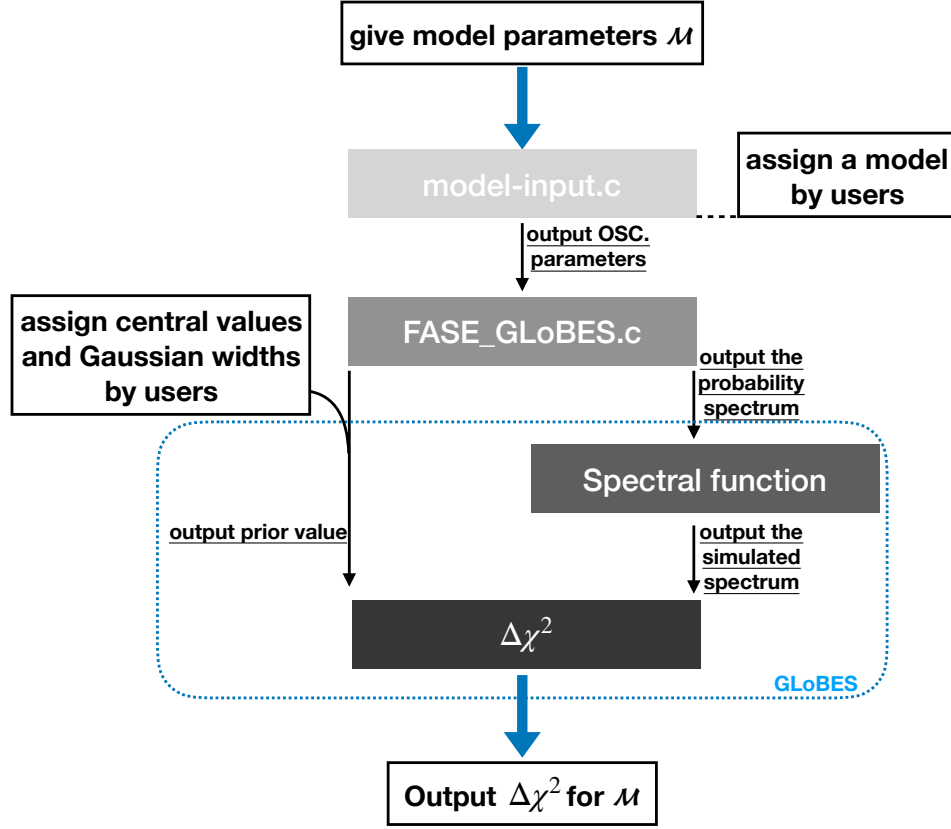 give model parameters ℳ
model-input.c
assign a model
by users
output OSC.
parameters
assign central values
and Gaussian widths
by users
FASE_GLoBES.c
output the
probability
spectrum
Spectral function
output prior value
output the
simulated
spectrum
Δχ²
GLoBES
Output Δχ² for ℳ